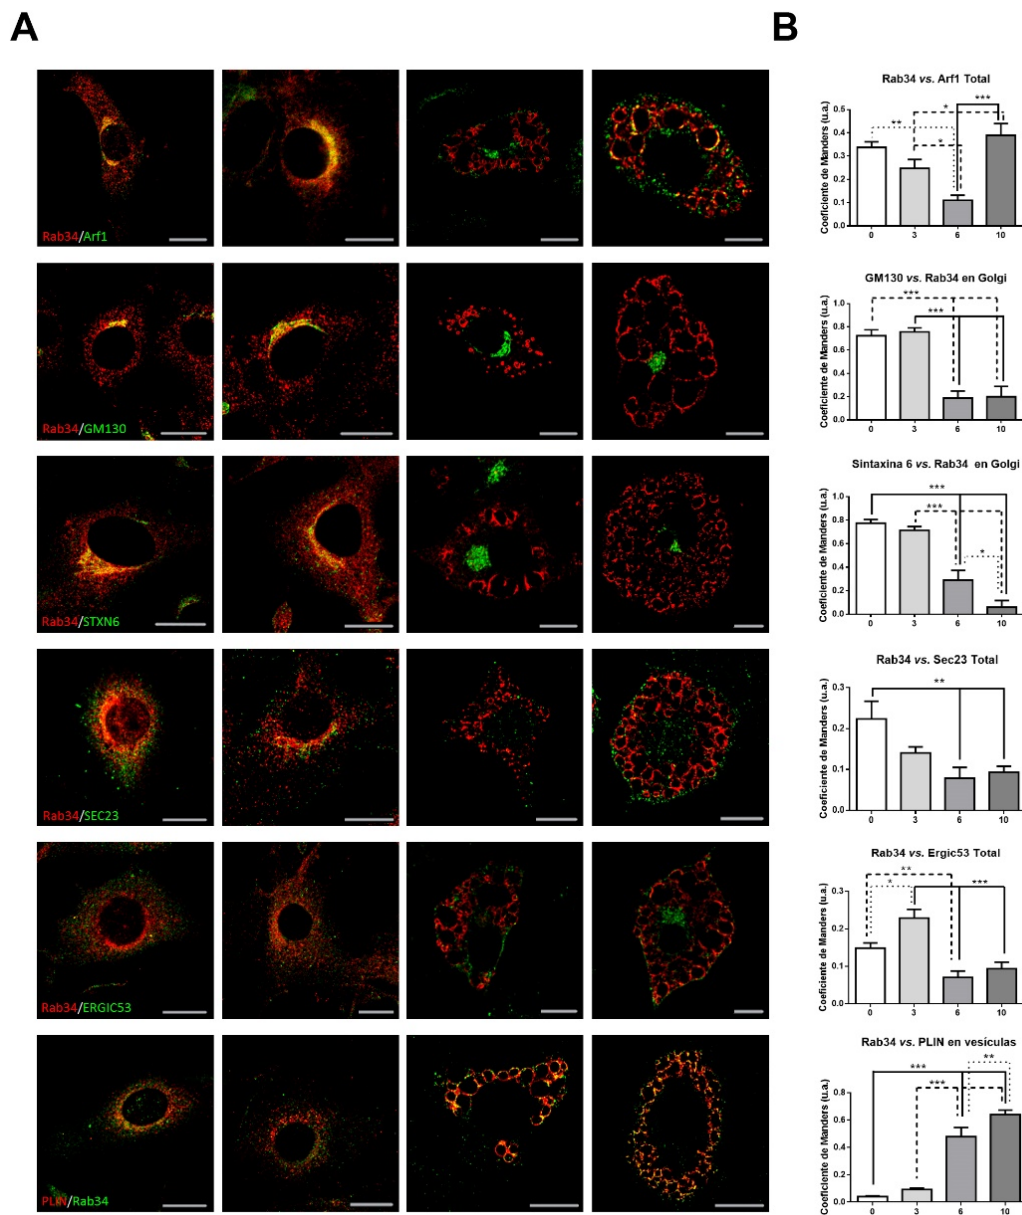 A
B
Rab34/Arf1
Rab34 vs. Arf1 Total
Coeficiente de Manders (u.a.)
0.5
0.4
0.3
0.2
0.1
0.0
** * * ***
0 3 6 10
Rab34/GM130
GM130 vs. Rab34 en Golgi
Coeficiente de Manders (u.a.)
1.0
0.8
0.6
0.4
0.2
0.0
*** ***
0 3 6 10
Rab34/STXN6
Sintaxina 6 vs. Rab34 en Golgi
Coeficiente de Manders (u.a.)
1.0
0.8
0.6
0.4
0.2
0.0
*** *** *
0 3 6 10
Rab34/SEC23
Rab34 vs. Sec23 Total
Coeficiente de Manders (u.a.)
0.3
0.2
0.1
0.0
**
0 3 6 10
Rab34/ERGIC53
Rab34 vs. Ergic53 Total
Coeficiente de Manders (u.a.)
0.3
0.2
0.1
0.0
** * ***
0 3 6 10
PLIN/Rab34
Rab34 vs. PLIN en vesículas
Coeficiente de Manders (u.a.)
0.8
0.6
0.4
0.2
0.0
*** *** **
0 3 6 10